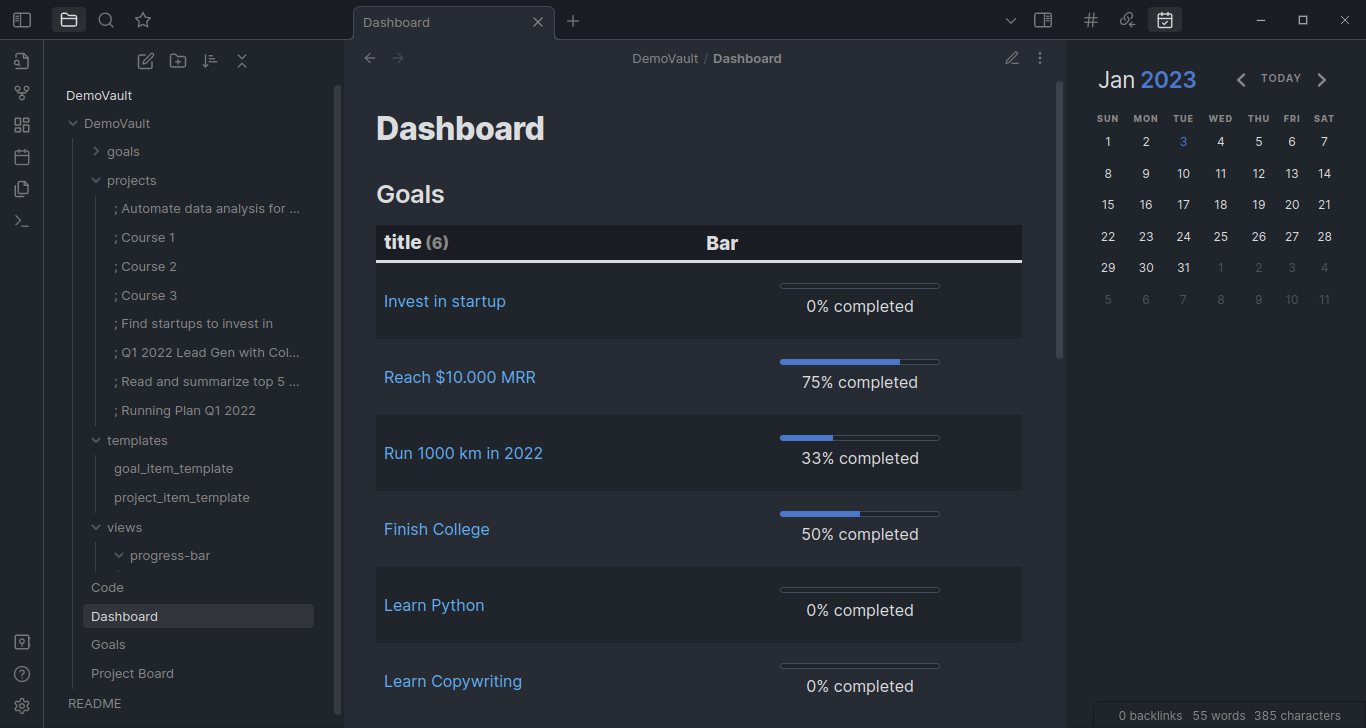 Dashboard
DemoVault / Dashboard
DemoVault
DemoVault
goals
projects
; Automate data analysis for ...
; Course 1
; Course 2
; Course 3
; Find startups to invest in
; Q1 2022 Lead Gen with Col...
; Read and summarize top 5 ...
; Running Plan Q1 2022
templates
goal_item_template
project_item_template
views
progress-bar
Code
Dashboard
Goals
Project Board
README
Dashboard
Goals
title (6) Bar
Invest in startup 0% completed
Reach $10.000 MRR 75% completed
Run 1000 km in 2022 33% completed
Finish College 50% completed
Learn Python 0% completed
Learn Copywriting 0% completed
Jan 2023 TODAY
SUN MON TUE WED THU FRI SAT
1 2 3 4 5 6 7
8 9 10 11 12 13 14
15 16 17 18 19 20 21
22 23 24 25 26 27 28
29 30 31 1 2 3 4
5 6 7 8 9 10 11
0 backlinks 55 words 385 characters